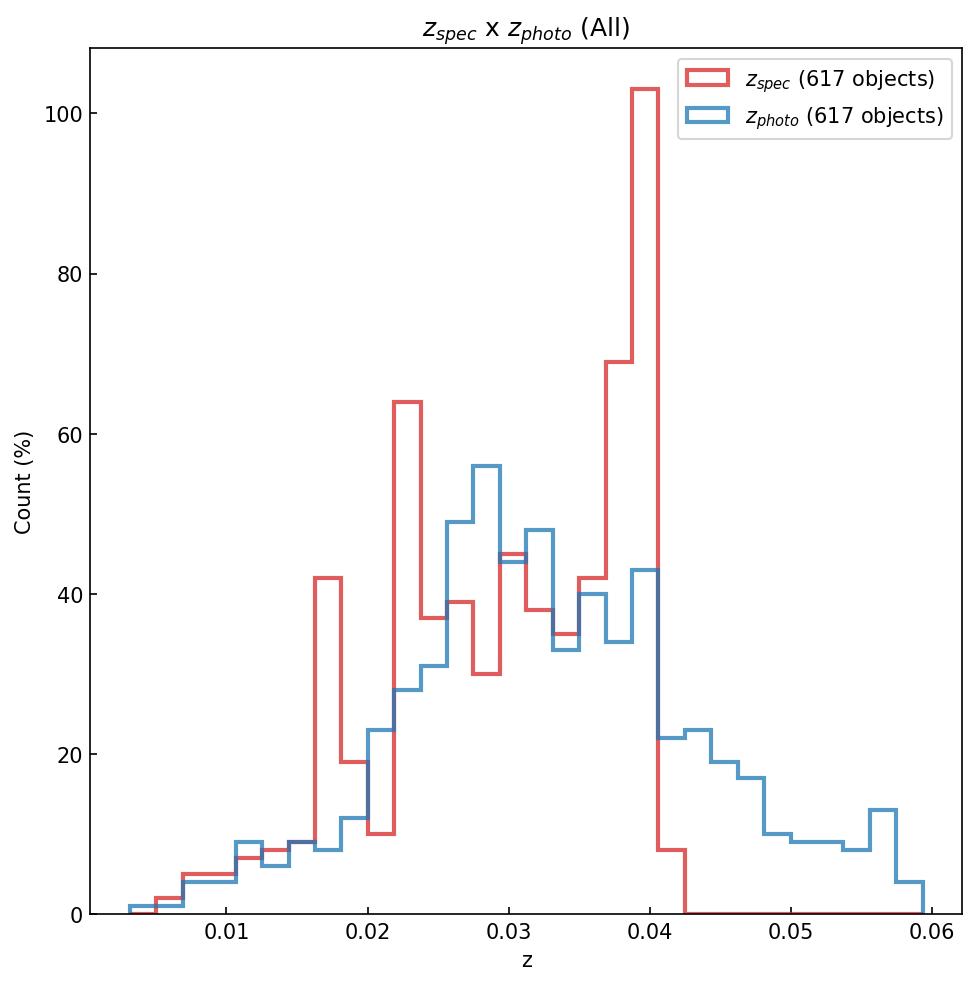 z_spec x z_photo (All)
z_spec (617 objects)
z_photo (617 objects)
100
80
60
40
20
0
Count (%)
0.01 0.02 0.03 0.04 0.05 0.06
z